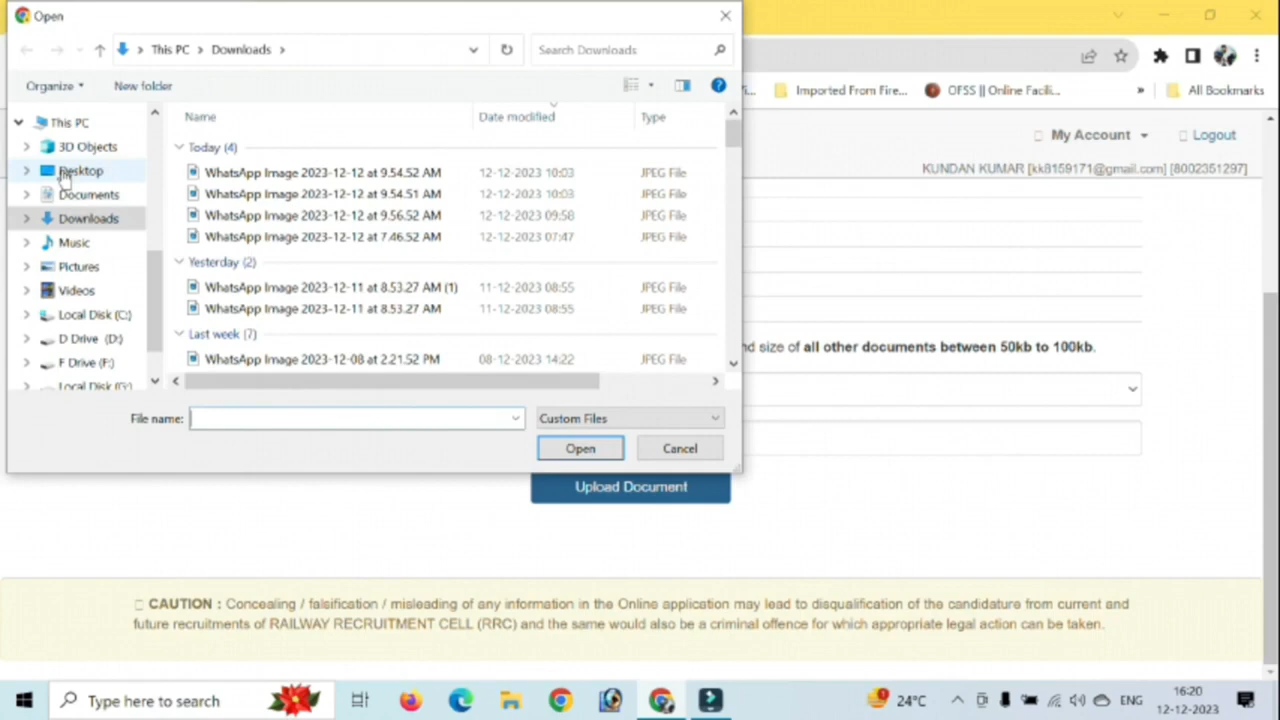 Open
This PC > Downloads >
Search Downloads
Organize
New folder
This PC
3D Objects
Desktop
Documents
Downloads
Music
Pictures
Videos
Local Disk (C:)
D Drive (D:)
F Drive (F:)
Local Disk (G:)
Name Date modified Type
Today (4)
WhatsApp Image 2023-12-12 at 9.54.52 AM 12-12-2023 10:03 JPEG File
WhatsApp Image 2023-12-12 at 9.54.51 AM 12-12-2023 10:03 JPEG File
WhatsApp Image 2023-12-12 at 9.56.52 AM 12-12-2023 09:58 JPEG File
WhatsApp Image 2023-12-12 at 7.46.52 AM 12-12-2023 07:47 JPEG File
Yesterday (2)
WhatsApp Image 2023-12-11 at 8.53.27 AM (1) 11-12-2023 08:55 JPEG File
WhatsApp Image 2023-12-11 at 8.53.27 AM 11-12-2023 08:55 JPEG File
Last week (7)
WhatsApp Image 2023-12-08 at 2.21.52 PM 08-12-2023 14:22 JPEG File
File name:
Custom Files
Open Cancel
Imported From Fire... OFSS || Online Facili... » All Bookmarks
My Account Logout
KUNDAN KUMAR [kk8159171@gmail.com] [8002351297]
nd size of all other documents between 50kb to 100kb.
Upload Document
CAUTION : Concealing / falsification / misleading of any information in the Online application may lead to disqualification of the candidature from current and
future recruitments of RAILWAY RECRUITMENT CELL (RRC) and the same would also be a criminal offence for which appropriate legal action can be taken.
Type here to search
24°C
ENG
16:20
12-12-2023